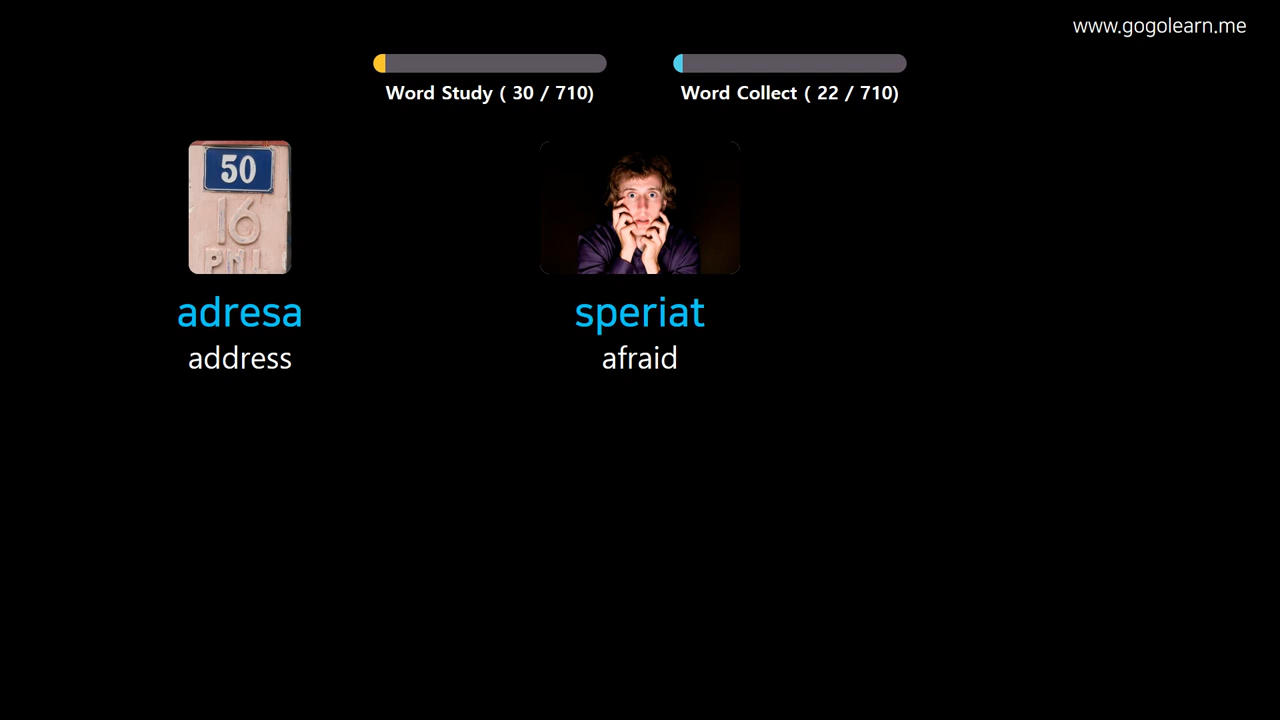 www.gogolearn.me
Word Study ( 30 / 710)
Word Collect ( 22 / 710)
50
16
adresa
speriat
address
afraid